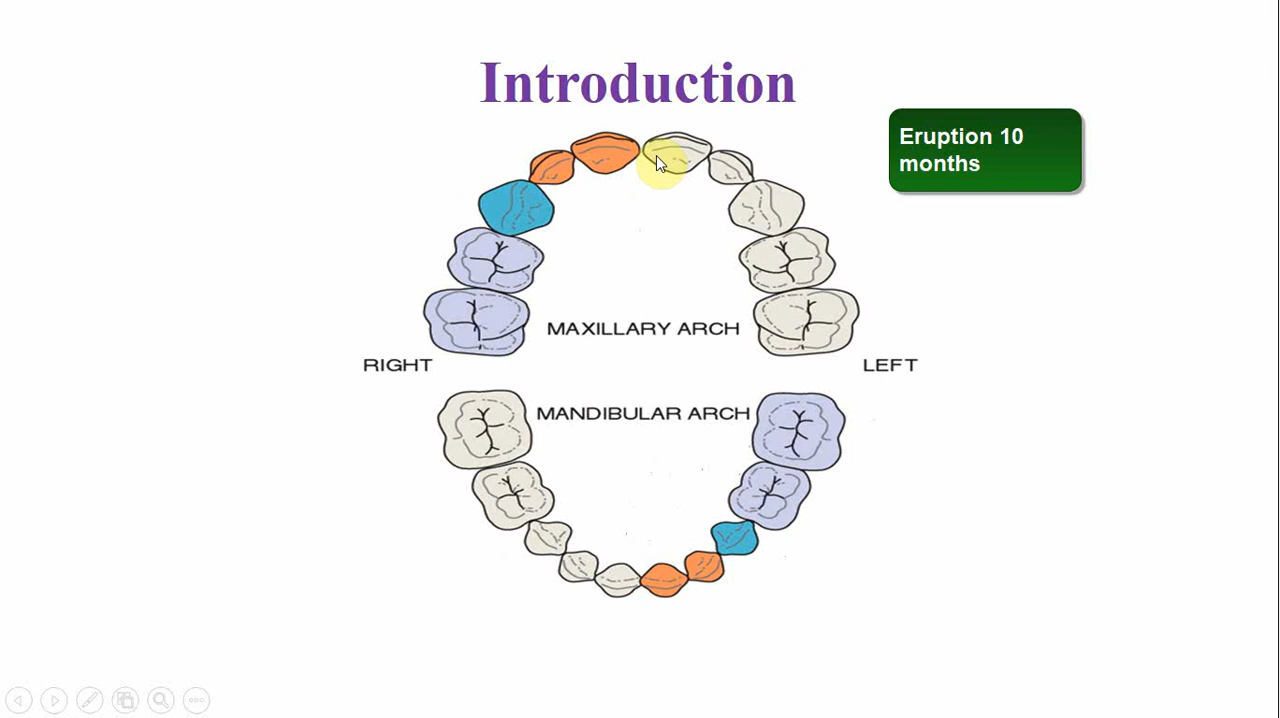 Introduction
Eruption 10
months
MAXILLARY ARCH
RIGHT
LEFT
MANDIBULAR ARCH